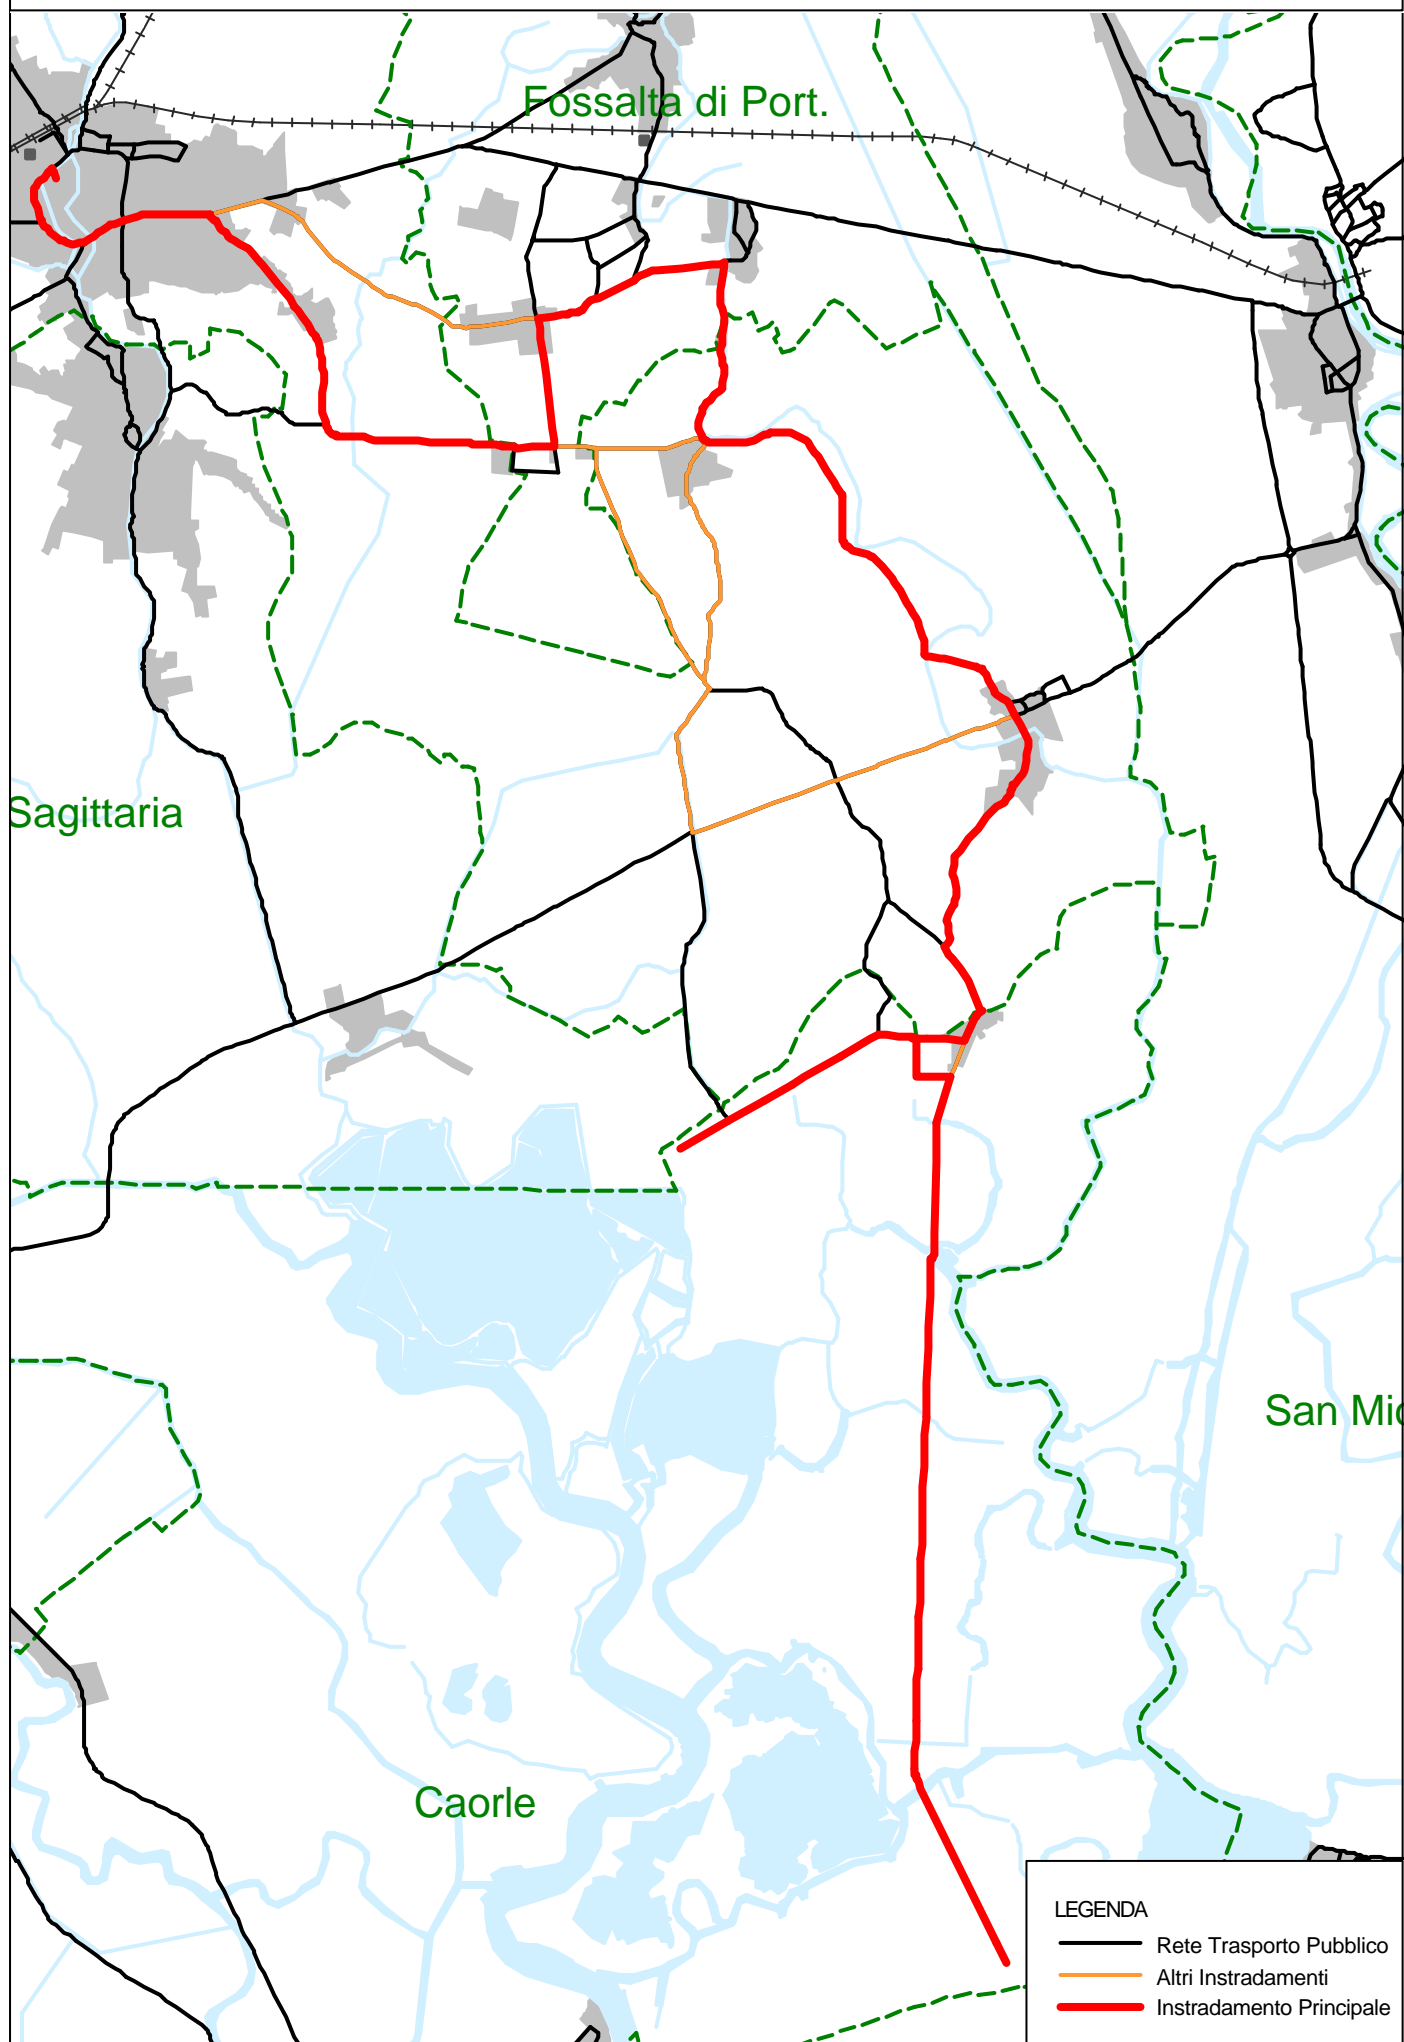 Fossalta di Port.
Sagittaria
San Mic
Caorle
LEGENDA
Rete Trasporto Pubblico
Altri Instradamenti
Instradamento Principale